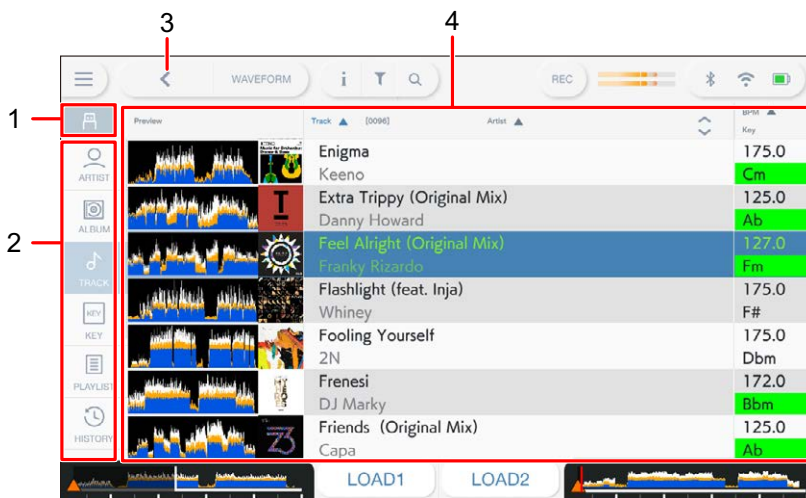 3
4
WAVEFORM
i
REC
1
Preview
Track [0096] Artist
BPM
Key
Enigma
Keeno
175.0
Cm
2
ARTIST
Extra Trippy (Original Mix)
Danny Howard
125.0
Ab
ALBUM
Feel Alright (Original Mix)
Franky Rizardo
127.0
Fm
TRACK
Flashlight (feat. Inja)
Whiney
175.0
F#
KEY
KEY
Fooling Yourself
2N
175.0
Dbm
PLAYLIST
Frenesi
DJ Marky
172.0
Bbm
HISTORY
Friends (Original Mix)
Capa
125.0
Ab
LOAD1
LOAD2